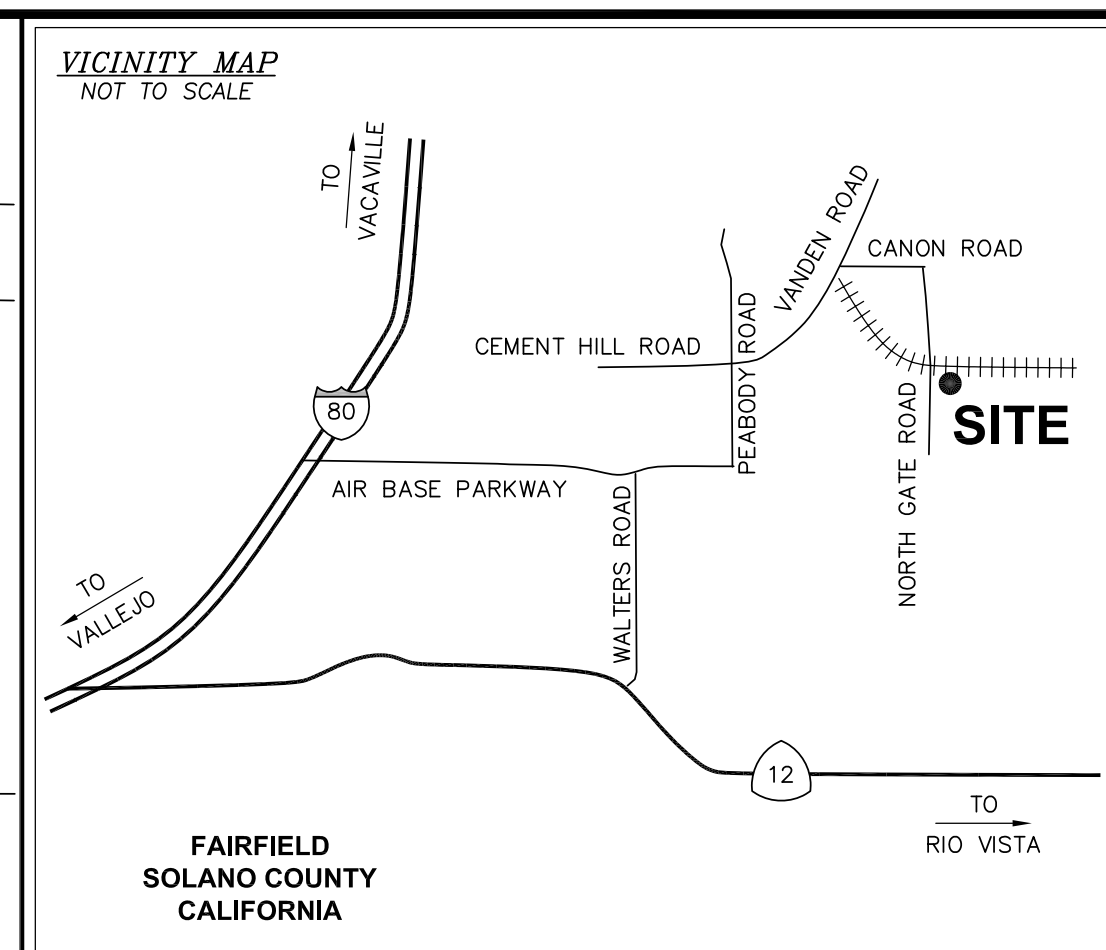 VICINITY MAP
NOT TO SCALE
TO
VACAVILLE
VANDEN ROAD
CANON ROAD
CEMENT HILL ROAD
PEABODY ROAD
80
SITE
NORTH GATE ROAD
AIR BASE PARKWAY
WALTERS ROAD
TO
VALLEJO
12
TO
RIO VISTA
FAIRFIELD
SOLANO COUNTY
CALIFORNIA